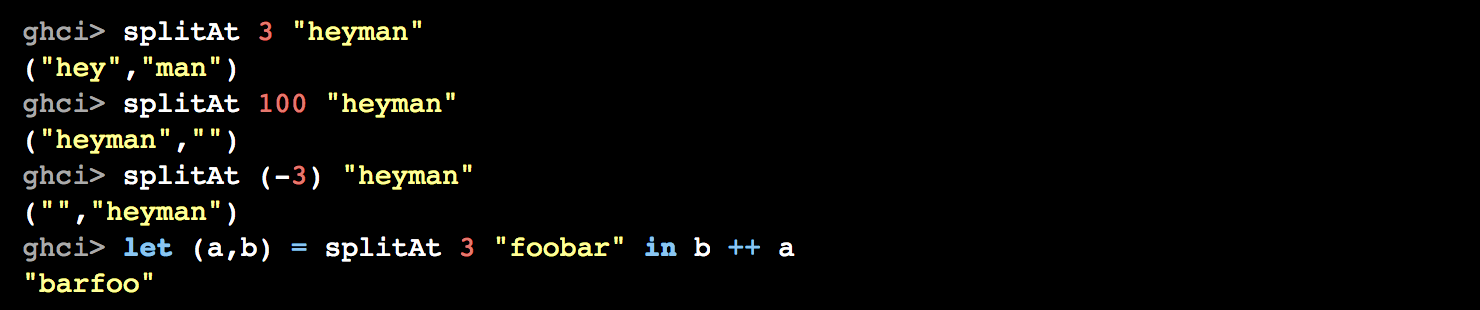 ghci> splitAt 3 "heyman"
("hey","man")
ghci> splitAt 100 "heyman"
("heyman","")
ghci> splitAt (-3) "heyman"
("","heyman")
ghci> let (a,b) = splitAt 3 "foobar" in b ++ a
"barfoo"